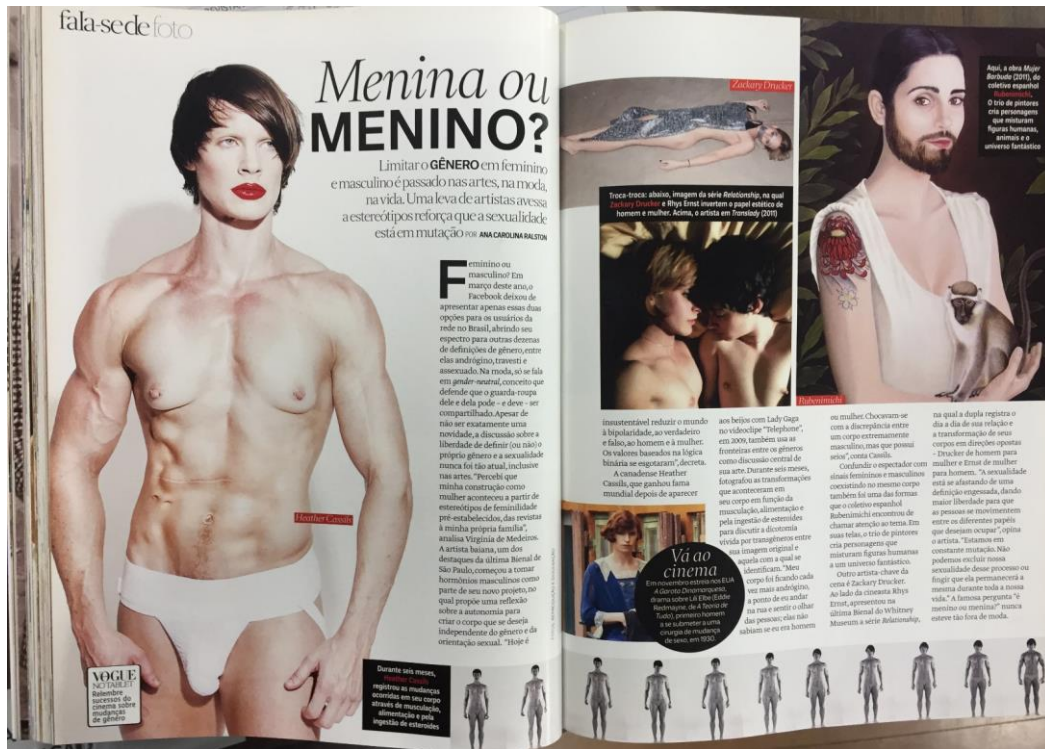 fala-se de foto
Menina ou
MENINO?
Limitar o GÊNERO em feminino
e masculino é passado nas artes, na moda,
na vida. Uma leva de artistas avessa
a estereótipos reforça que a sexualidade
está em mutação POR ANA CAROLINA RALSTON
Feminino ou
masculino? Em
março deste ano, o
Facebook deixou de
apresentar apenas essas duas
opções para os usuários da
rede no Brasil, abrindo seu
espectro para outras dezenas
de definições de gênero, entre
elas andrógino, travesti e
assexuado. Na moda, só se fala
em gender-neutral, conceito que
defende que o guarda-roupa
dele e dela pode – e deve – ser
compartilhado. Apesar de
não ser exatamente uma
novidade, a discussão sobre a
liberdade de definir (ou não) o
próprio gênero e a sexualidade
nunca foi tão atual, inclusive
nas artes. "Percebi que
minha construção como
mulher aconteceu a partir de
estereótipos de feminilidade
pré-estabelecidos, das revistas
à minha própria família",
analisa Virginia de Medeiros.
A artista baiana, um dos
destaques da última Bienal de
São Paulo, começou a tomar
hormônios masculinos como
parte de seu novo projeto, no
qual propõe uma reflexão
sobre a autonomia para
criar o corpo que se deseja
independente do gênero e da
orientação sexual. "Hoje é
Heather Cassils
VOGUE
NO TABLET
Relembre
sucessos do
cinema sobre
mudanças
de gênero
Durante seis meses,
Heather Cassils
registrou as mudanças
ocorridas em seu corpo
através de musculação,
alimentação e pela
ingestão de esteroides
Zackary Drucker
Troca-troca: abaixo, imagem da série Relationship, na qual
Zackary Drucker e Rhys Ernst invertem o papel estético de
homem e mulher. Acima, o artista em Translady (2011)
Aqui, a obra Mujer
Barbuda (2011), do
coletivo espanhol
Rubenimichi.
O trio de pintores
cria personagens
que misturam
figuras humanas,
animais e o
universo fantástico
Rubenimichi
insustentável reduzir o mundo
à bipolaridade, ao verdadeiro
e falso, ao homem e à mulher.
Os valores baseados na lógica
binária se esgotaram", decreta.
A canadense Heather
Cassils, que ganhou fama
mundial depois de aparecer
aos beijos com Lady Gaga
no videoclipe "Telephone",
em 2009, também usa as
fronteiras entre os gêneros
como discussão central de
sua arte. Durante seis meses,
fotografou as transformações
que aconteceram em
seu corpo em função da
musculação, alimentação e
pela ingestão de esteroides
para discutir a dicotomia
vivida por transgêneros entre
sua imagem original e
aquela com a qual se
identificam. "Meu
corpo foi ficando cada
vez mais andrógino,
a ponto de eu andar
na rua e sentir o olhar
das pessoas; elas não
sabiam se eu era homem
ou mulher. Chocavam-se
com a discrepância entre
um corpo extremamente
masculino, mas que possui
seios", conta Cassils.
Confundir o espectador com
sinais femininos e masculinos
coexistindo no mesmo corpo
também foi uma das formas
que o coletivo espanhol
Rubenimichi encontrou de
chamar atenção ao tema. Em
suas telas, o trio de pintores
cria personagens que
misturam figuras humanas
a um universo fantástico.
Outro artista-chave da
cena é Zackary Drucker.
Ao lado da cineasta Rhys
Ernst, apresentou na
última Bienal do Whitney
Museum a série Relationship,
na qual a dupla registra o
dia a dia de sua relação e
a transformação de seus
corpos em direções opostas
– Drucker de homem para
mulher e Ernst de mulher
para homem. "A sexualidade
está se afastando de uma
definição engessada, dando
maior liberdade para que
as pessoas se movimentem
entre os diferentes papéis
que desejam ocupar", opina
o artista. "Estamos em
constante mutação. Não
podemos excluir nossa
sexualidade desse processo ou
fingir que ela permanecerá a
mesma durante toda a nossa
vida." A famosa pergunta "é
menino ou menina?" nunca
esteve tão fora de moda.
Vá ao
cinema
Em novembro estreia nos EUA
A Garota Dinamarquesa,
drama sobre Lili Elbe (Eddie
Redmayne, de A Teoria de
Tudo), primeiro homem
a se submeter a uma
cirurgia de mudança
de sexo, em 1930.